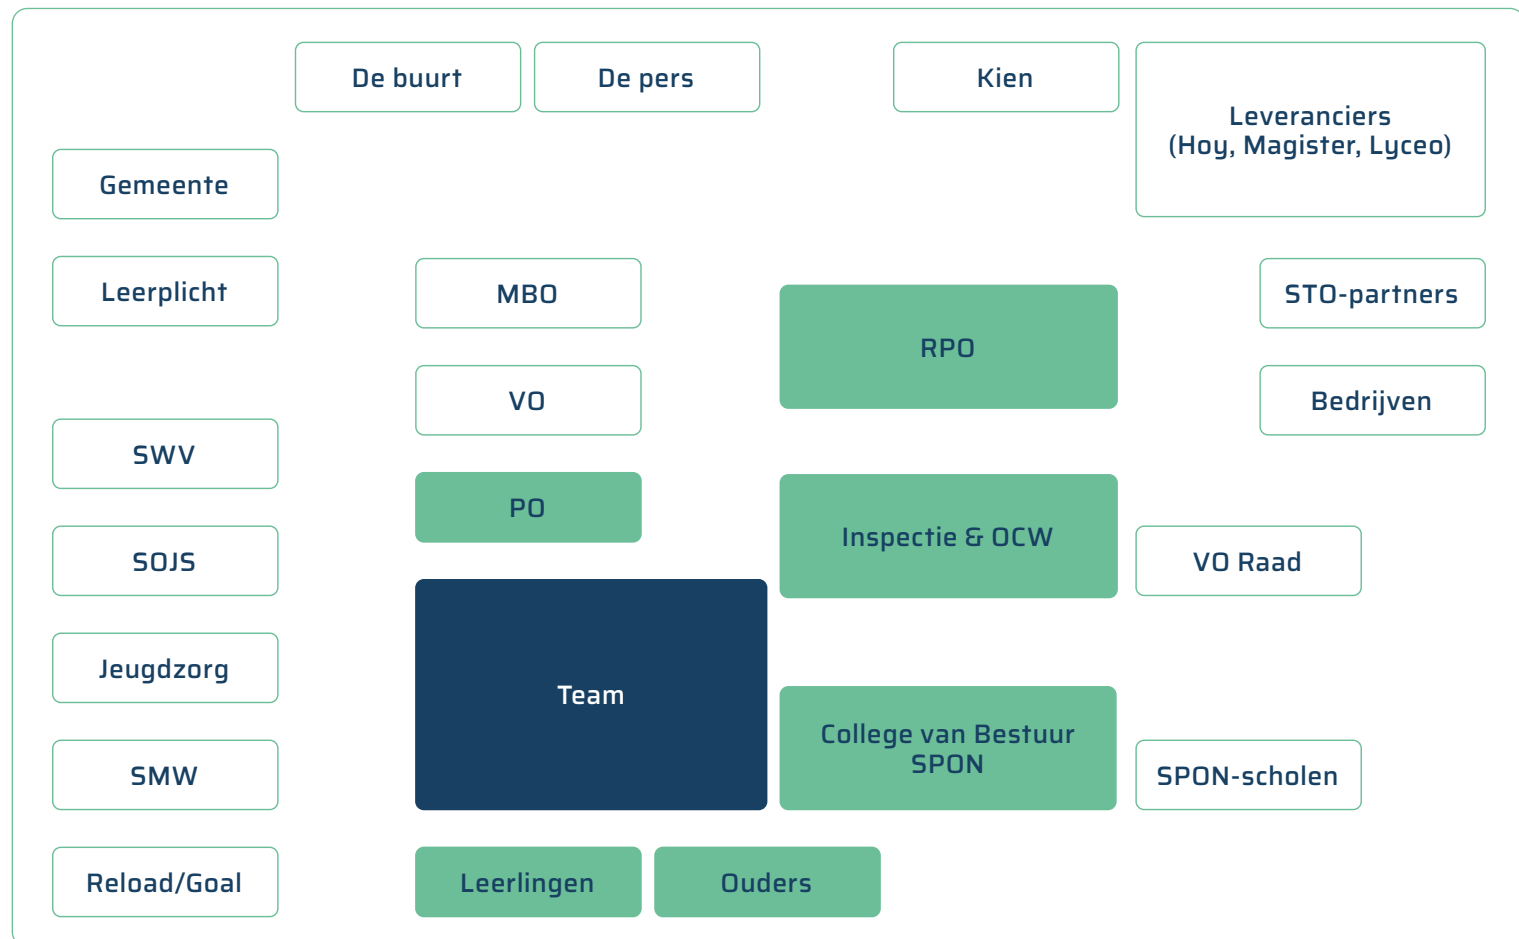 De buurt
De pers
Kien
Leveranciers
(Hoy, Magister, Lyceo)
Gemeente
Leerplicht
MBO
STO-partners
RPO
VO
Bedrijven
SWV
PO
Inspectie & OCW
SOJS
VO Raad
Jeugdzorg
Team
College van Bestuur
SPON
SMW
SPON-scholen
Reload/Goal
Leerlingen
Ouders